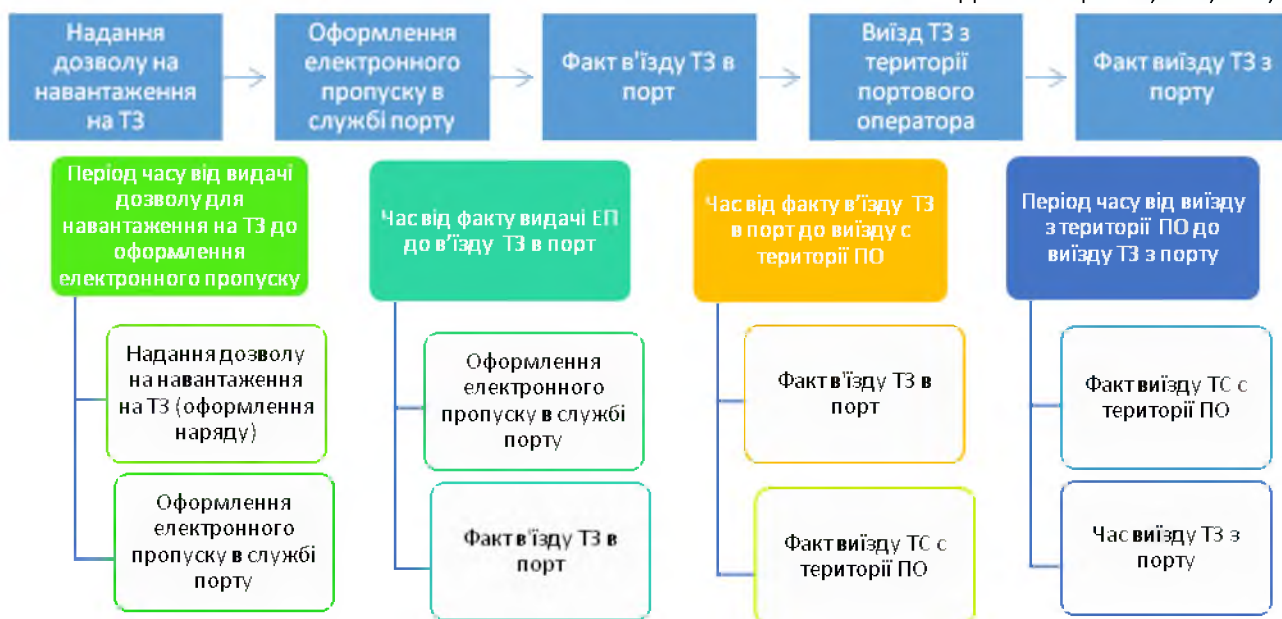 Надання
дозволу на
навантаження
на ТЗ
Оформлення
електронного
пропуску в
службі порту
Факт в'їзду ТЗ в
порт
Виїзд ТЗ з
території
портового
оператора
Факт виїзду ТЗ з
порту
Період часу від видачі
дозволу для
навантаження на ТЗ до
оформлення
електронного пропуску
Час від факту видачі ЕП
до в'їзду ТЗ в порт
Час від факту в'їзду ТЗ
в порт до виїзду с
території ПО
Період часу від виїзду
з території ПО до
виїзду ТЗ з порту
Надання дозволу
на навантаження
на ТЗ (оформлення
наряду)
Оформлення
електронного
пропуску в службі
порту
Оформлення
електронного
пропуску в службі
порту
Факт в'їзду ТЗ в
порт
Факт в'їзду ТЗ в
порт
Факт виїзду ТС с
території ПО
Факт виїзду ТС с
території ПО
Час виїзду ТЗ з
порту